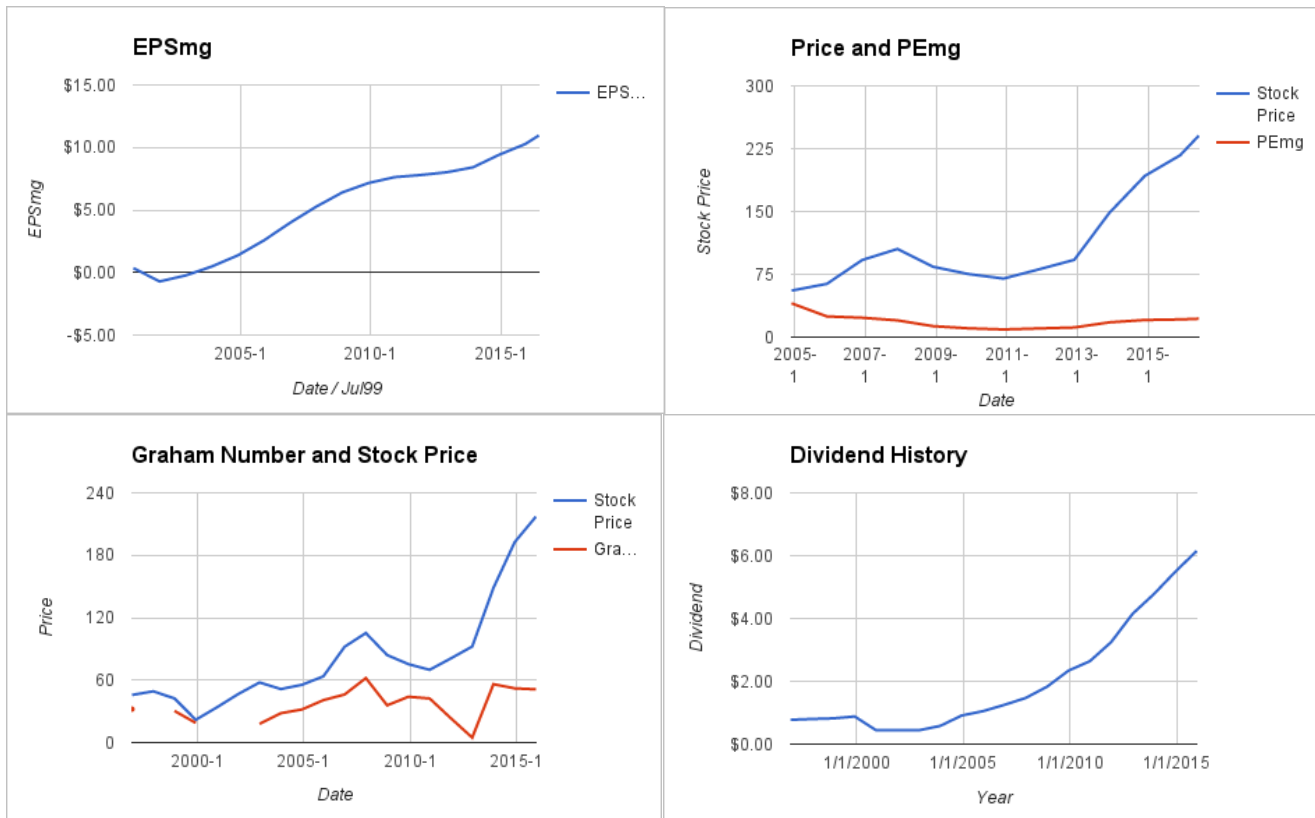 EPSmg
$15.00
$10.00
$5.00
$0.00
-$5.00
EPSmg
EPS...
2005-1
2010-1
2015-1
Date / Jul99
Price and PEmg
300
225
150
75
0
Stock Price
Stock
Price
PEmg
2005-
1
2007-
1
2009-
1
2011-
1
2013-
1
2015-
1
Date
Graham Number and Stock Price
240
180
120
60
0
Price
Stock
Price
Gra...
2000-1
2005-1
2010-1
2015-1
Date
Dividend History
$8.00
$6.00
$4.00
$2.00
$0.00
Dividend
1/1/2000
1/1/2005
1/1/2010
1/1/2015
Year